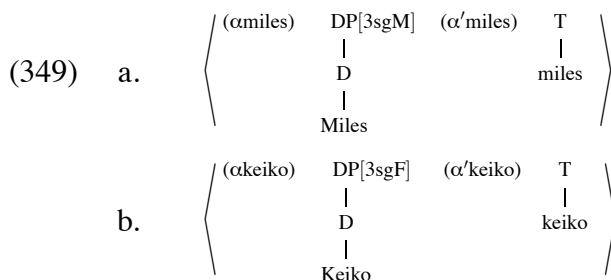 (αmiles) DP[3sgM] (α′miles) T
(349) a. D miles
Miles
(αkeiko) DP[3sgF] (α′keiko) T
b. D keiko
Keiko